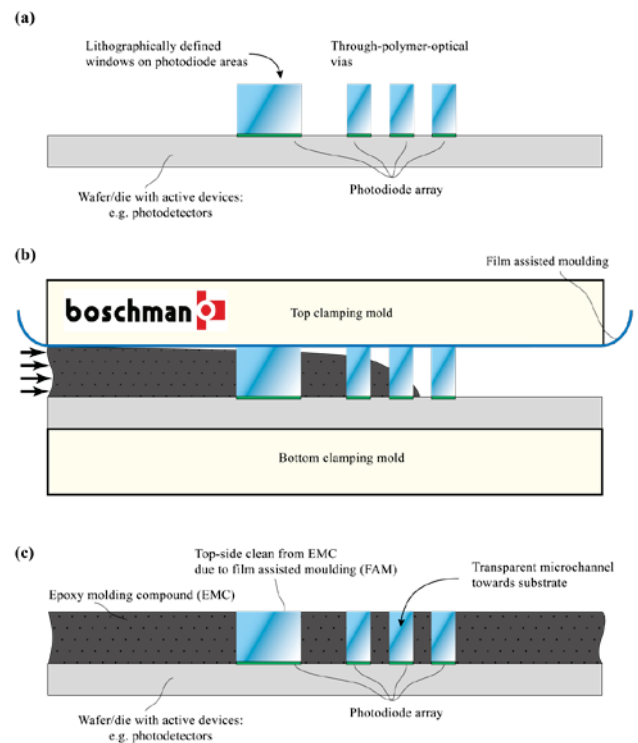 (a)
Lithographically defined
windows on photodiode areas
Through-polymer-optical
vias
Wafer/die with active devices:
e.g. photodetectors
Photodiode array
(b)
Film assisted moulding
boschman
Top clamping mold
Bottom clamping mold
(c)
Top-side clean from EMC
due to film assisted moulding (FAM)
Epoxy molding compound (EMC)
Transparent microchannel
towards substrate
Wafer/die with active devices:
e.g. photodetectors
Photodiode array